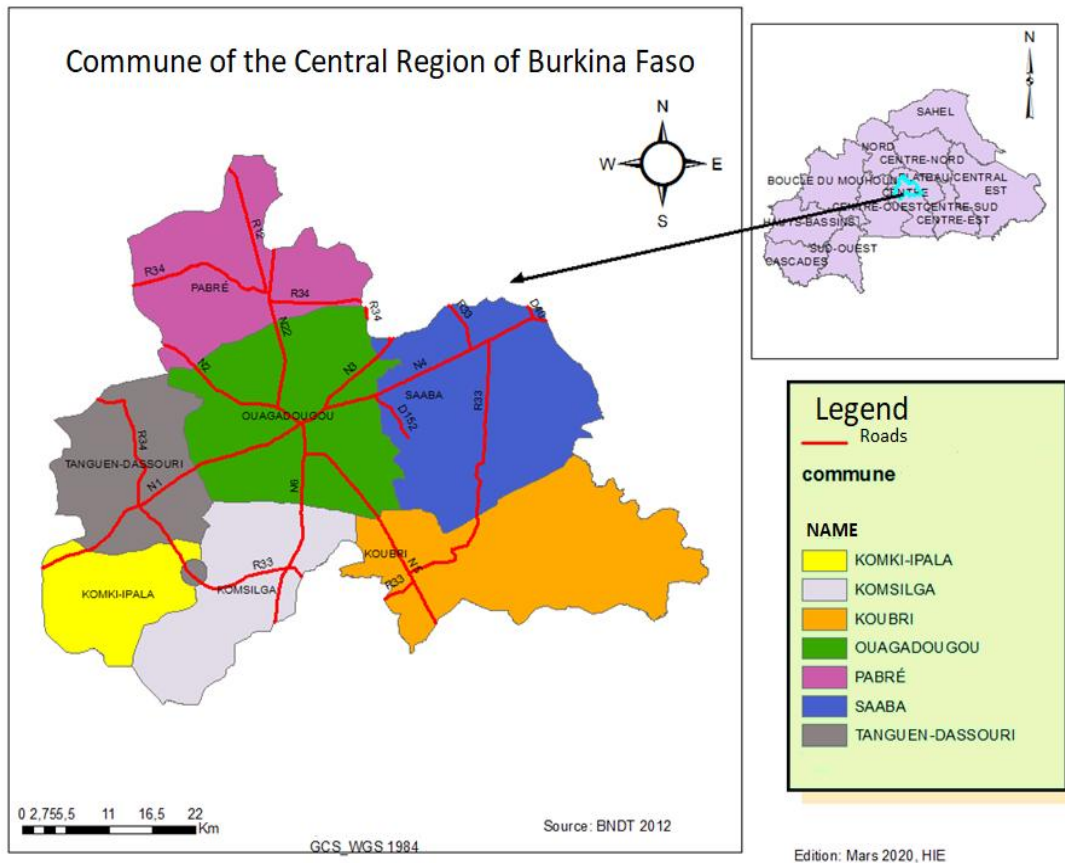 Commune of the Central Region of Burkina Faso
N
W E
S
R12
R34
PABRÉ
R34
R34
N22
N2
N3
R33
D40
N4
SAABA
R33
D152
OUAGADOUGOU
R34
TANGUEN-DASSOURI
N1
N6
KOUBRI
N5
R33
R33
KOMSILGA
KOMKI-IPALA
0 2,755,5 11 16,5 22
Km
GCS_WGS 1984
Source: BNDT 2012
N
SAHEL
NORD
CENTRE-NORD
BOUCLE DU MOUHOUN
PLATEAU-CENTRAL
EST
CENTRE
CENTRE-OUEST
CENTRE-SUD
HAUTS-BASSINS
CENTRE-EST
SUD-OUEST
CASCADES
Legend
Roads
commune
NAME
KOMKI-IPALA
KOMSILGA
KOUBRI
OUAGADOUGOU
PABRÉ
SAABA
TANGUEN-DASSOURI
Edition: Mars 2020, HIE